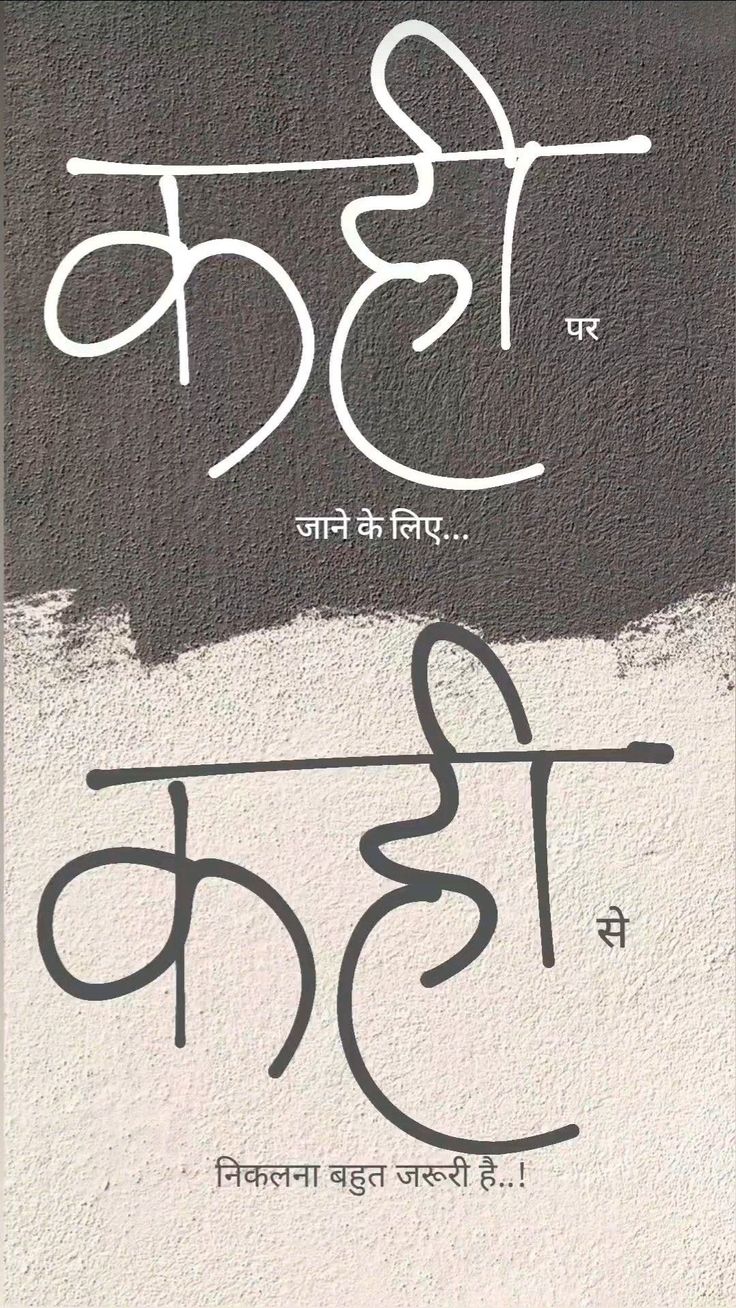 कही पर
जाने के लिए...
कही से
निकलना बहुत जरूरी है..!